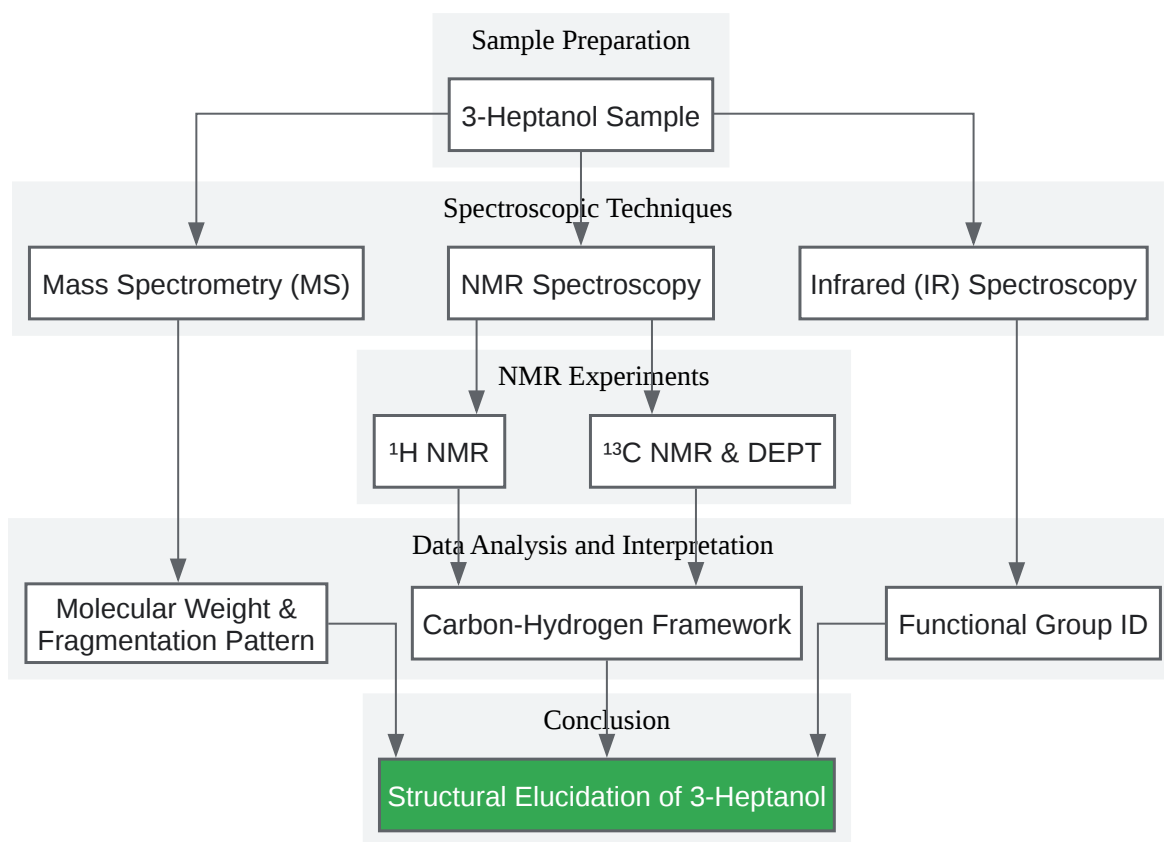 Sample Preparation
3-Heptanol Sample
Spectroscopic Techniques
Mass Spectrometry (MS)
NMR Spectroscopy
Infrared (IR) Spectroscopy
NMR Experiments
¹H NMR
¹³C NMR & DEPT
Data Analysis and Interpretation
Molecular Weight &
Fragmentation Pattern
Carbon-Hydrogen Framework
Functional Group ID
Conclusion
Structural Elucidation of 3-Heptanol